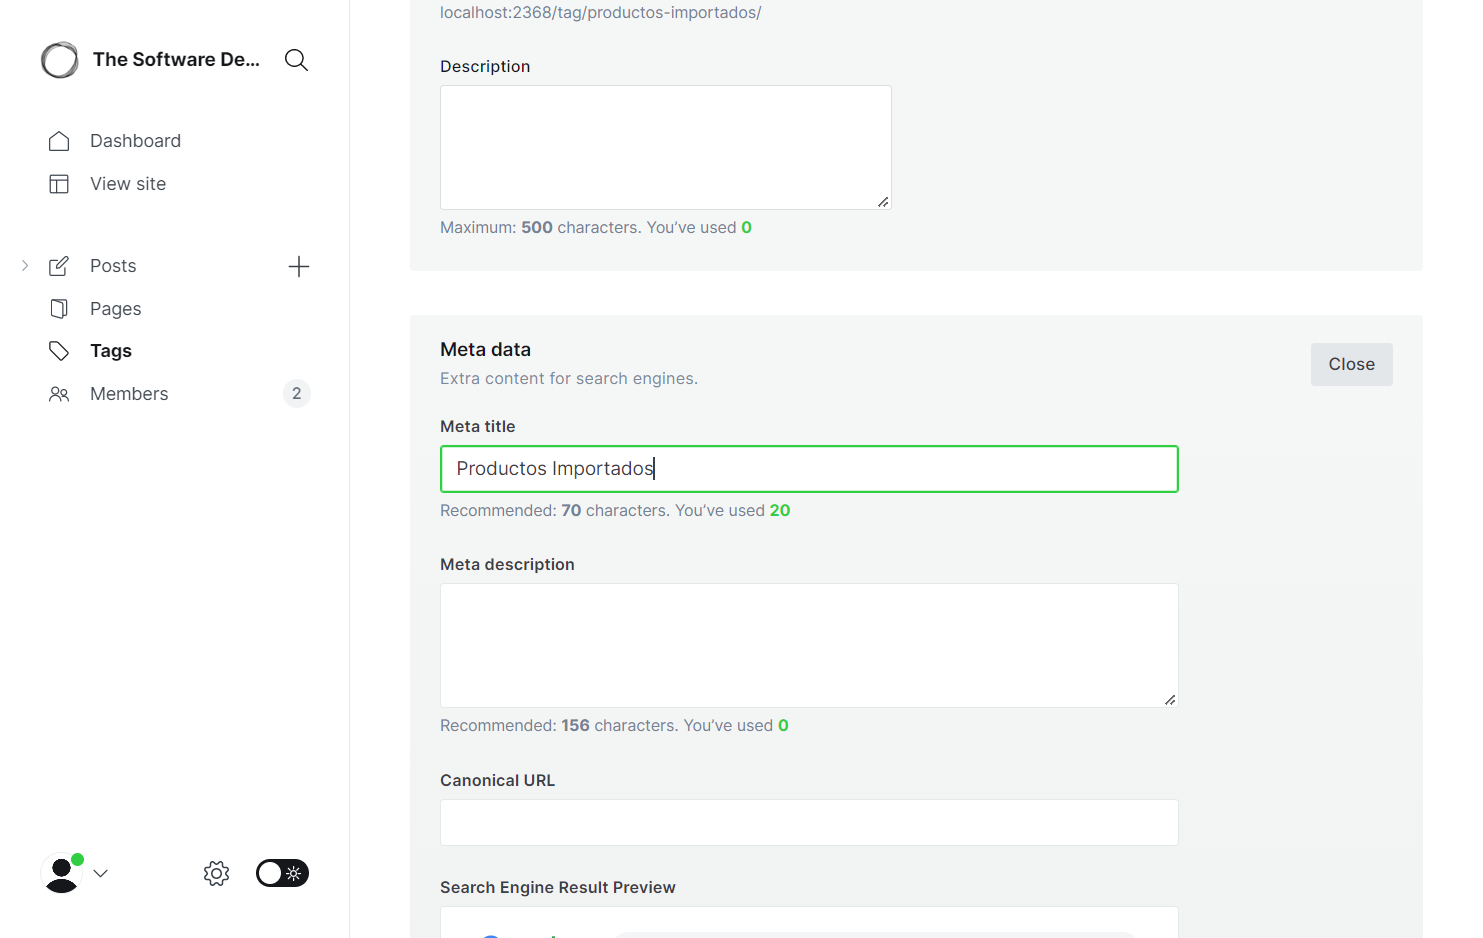 The Software De...
Dashboard
View site
Posts
Pages
Tags
Members
2
localhost:2368/tag/productos-importados/
Description
Maximum: 500 characters. You’ve used 0
Meta data
Extra content for search engines.
Close
Meta title
Productos Importados
Recommended: 70 characters. You’ve used 20
Meta description
Recommended: 156 characters. You’ve used 0
Canonical URL
Search Engine Result Preview